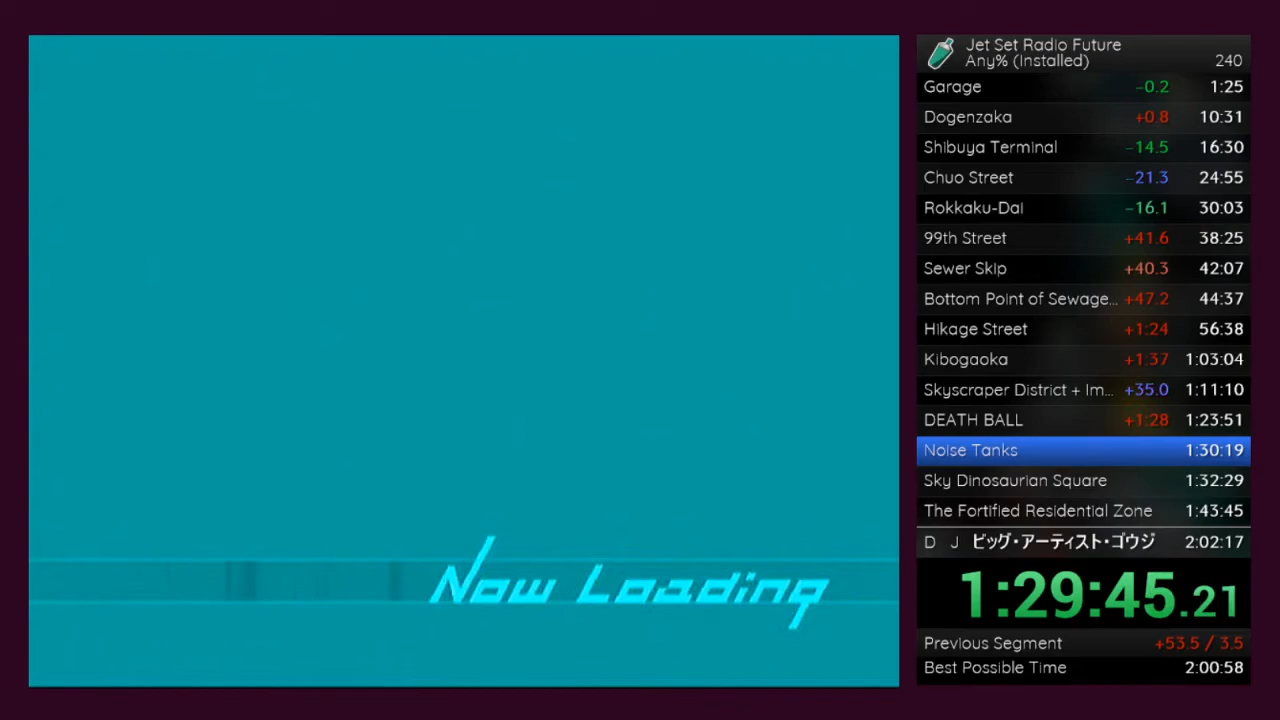 Jet Set Radio Future
Any% (Installed) 240
Garage −0.2 1:25
Dogenzaka +0.8 10:31
Shibuya Terminal −14.5 16:30
Chuo Street −21.3 24:55
Rokkaku-Dai −16.1 30:03
99th Street +41.6 38:25
Sewer Skip +40.3 42:07
Bottom Point of Sewage... +47.2 44:37
Hikage Street +1:24 56:38
Kibogaoka +1:37 1:03:04
Skyscraper District + Im... +35.0 1:11:10
DEATH BALL +1:28 1:23:51
Noise Tanks 1:30:19
Sky Dinosaurian Square 1:32:29
The Fortified Residential Zone 1:43:45
D J ビッグ・アーティスト・ゴウジ 2:02:17
1:29:45.21
Previous Segment +53.5 / 3.5
Best Possible Time 2:00:58
Now Loading